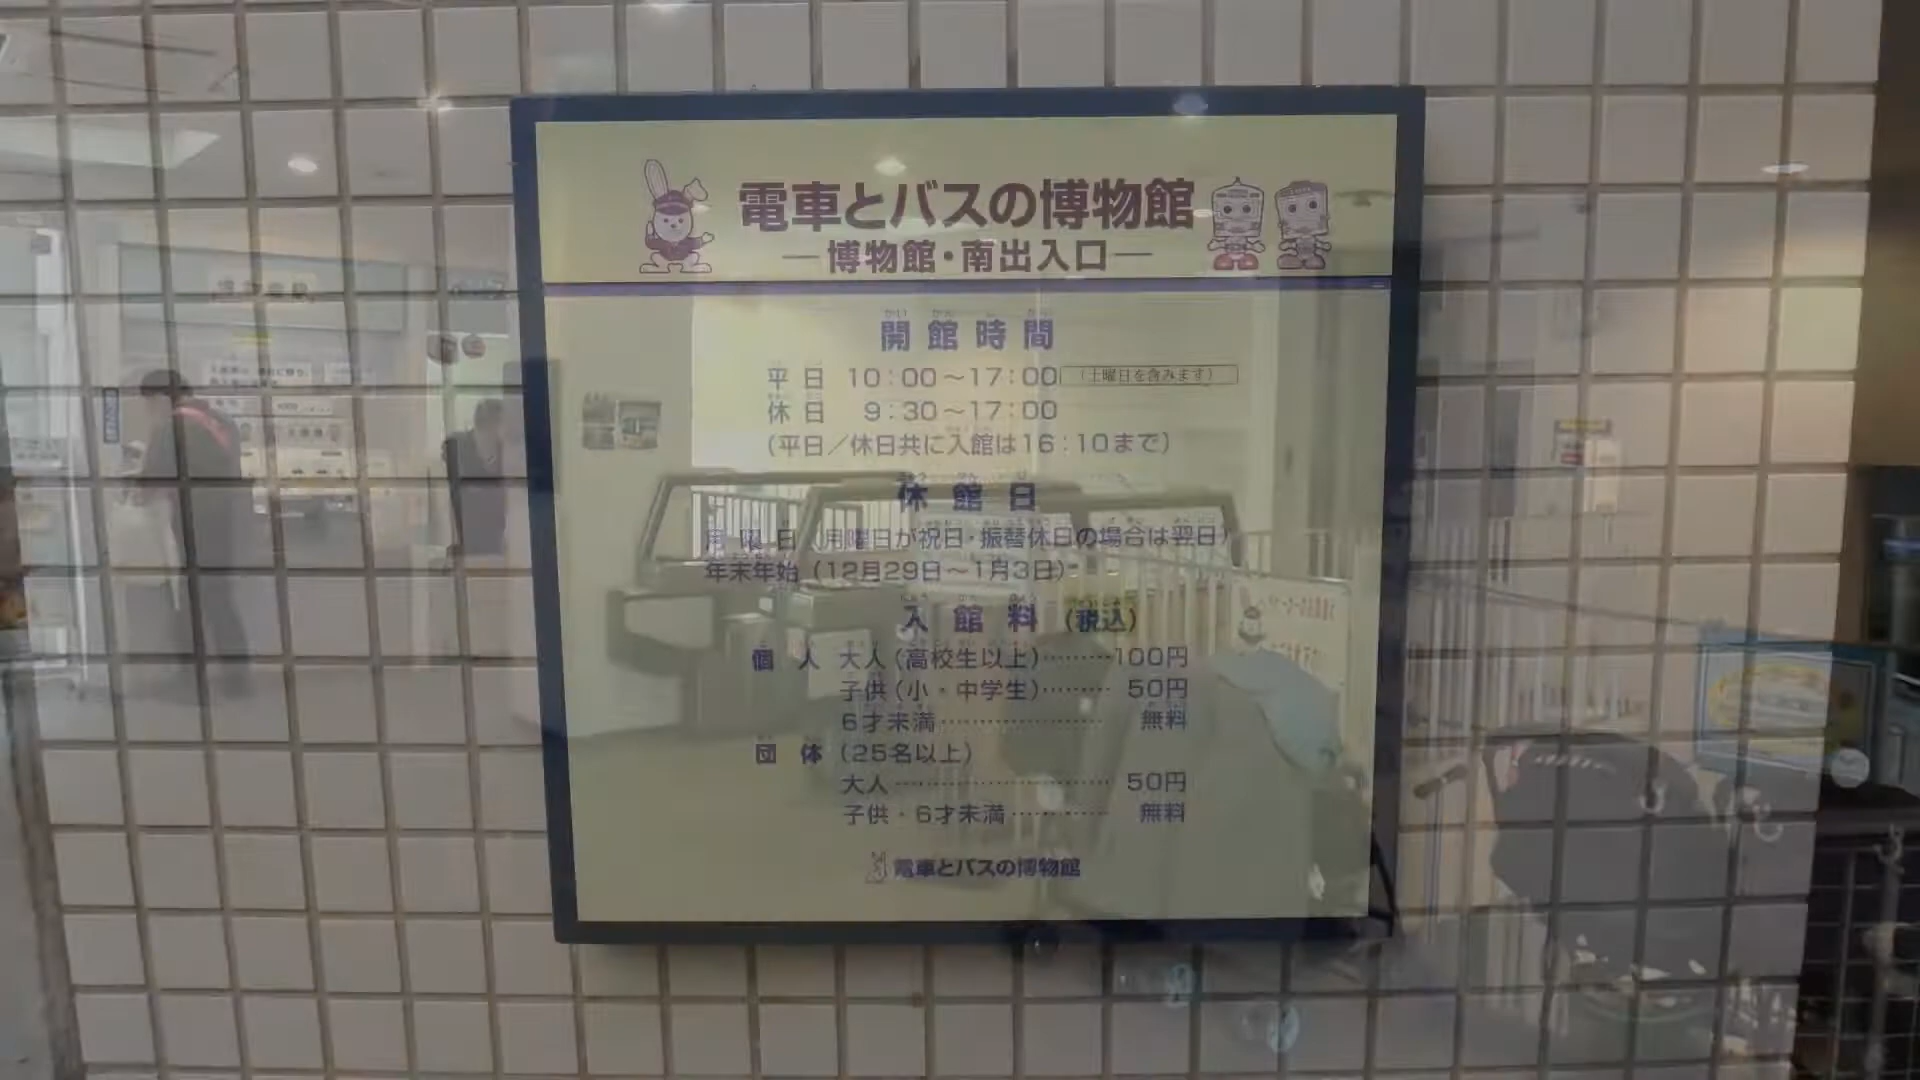 電車とバスの博物館
―博物館・南出入口―
開館時間
平日 10:00～17:00（土曜日を含みます）
休日 9:30～17:00
（平日／休日共に入館は16:10まで）
休館日
月曜日（月曜日が祝日・振替休日の場合は翌日）
年末年始（12月29日～1月3日）
入館料（税込）
個人 大人（高校生以上）………100円
子供（小・中学生）……… 50円
6才未満………………… 無料
団体（25名以上）
大人………………………… 50円
子供・6才未満………… 無料
電車とバスの博物館